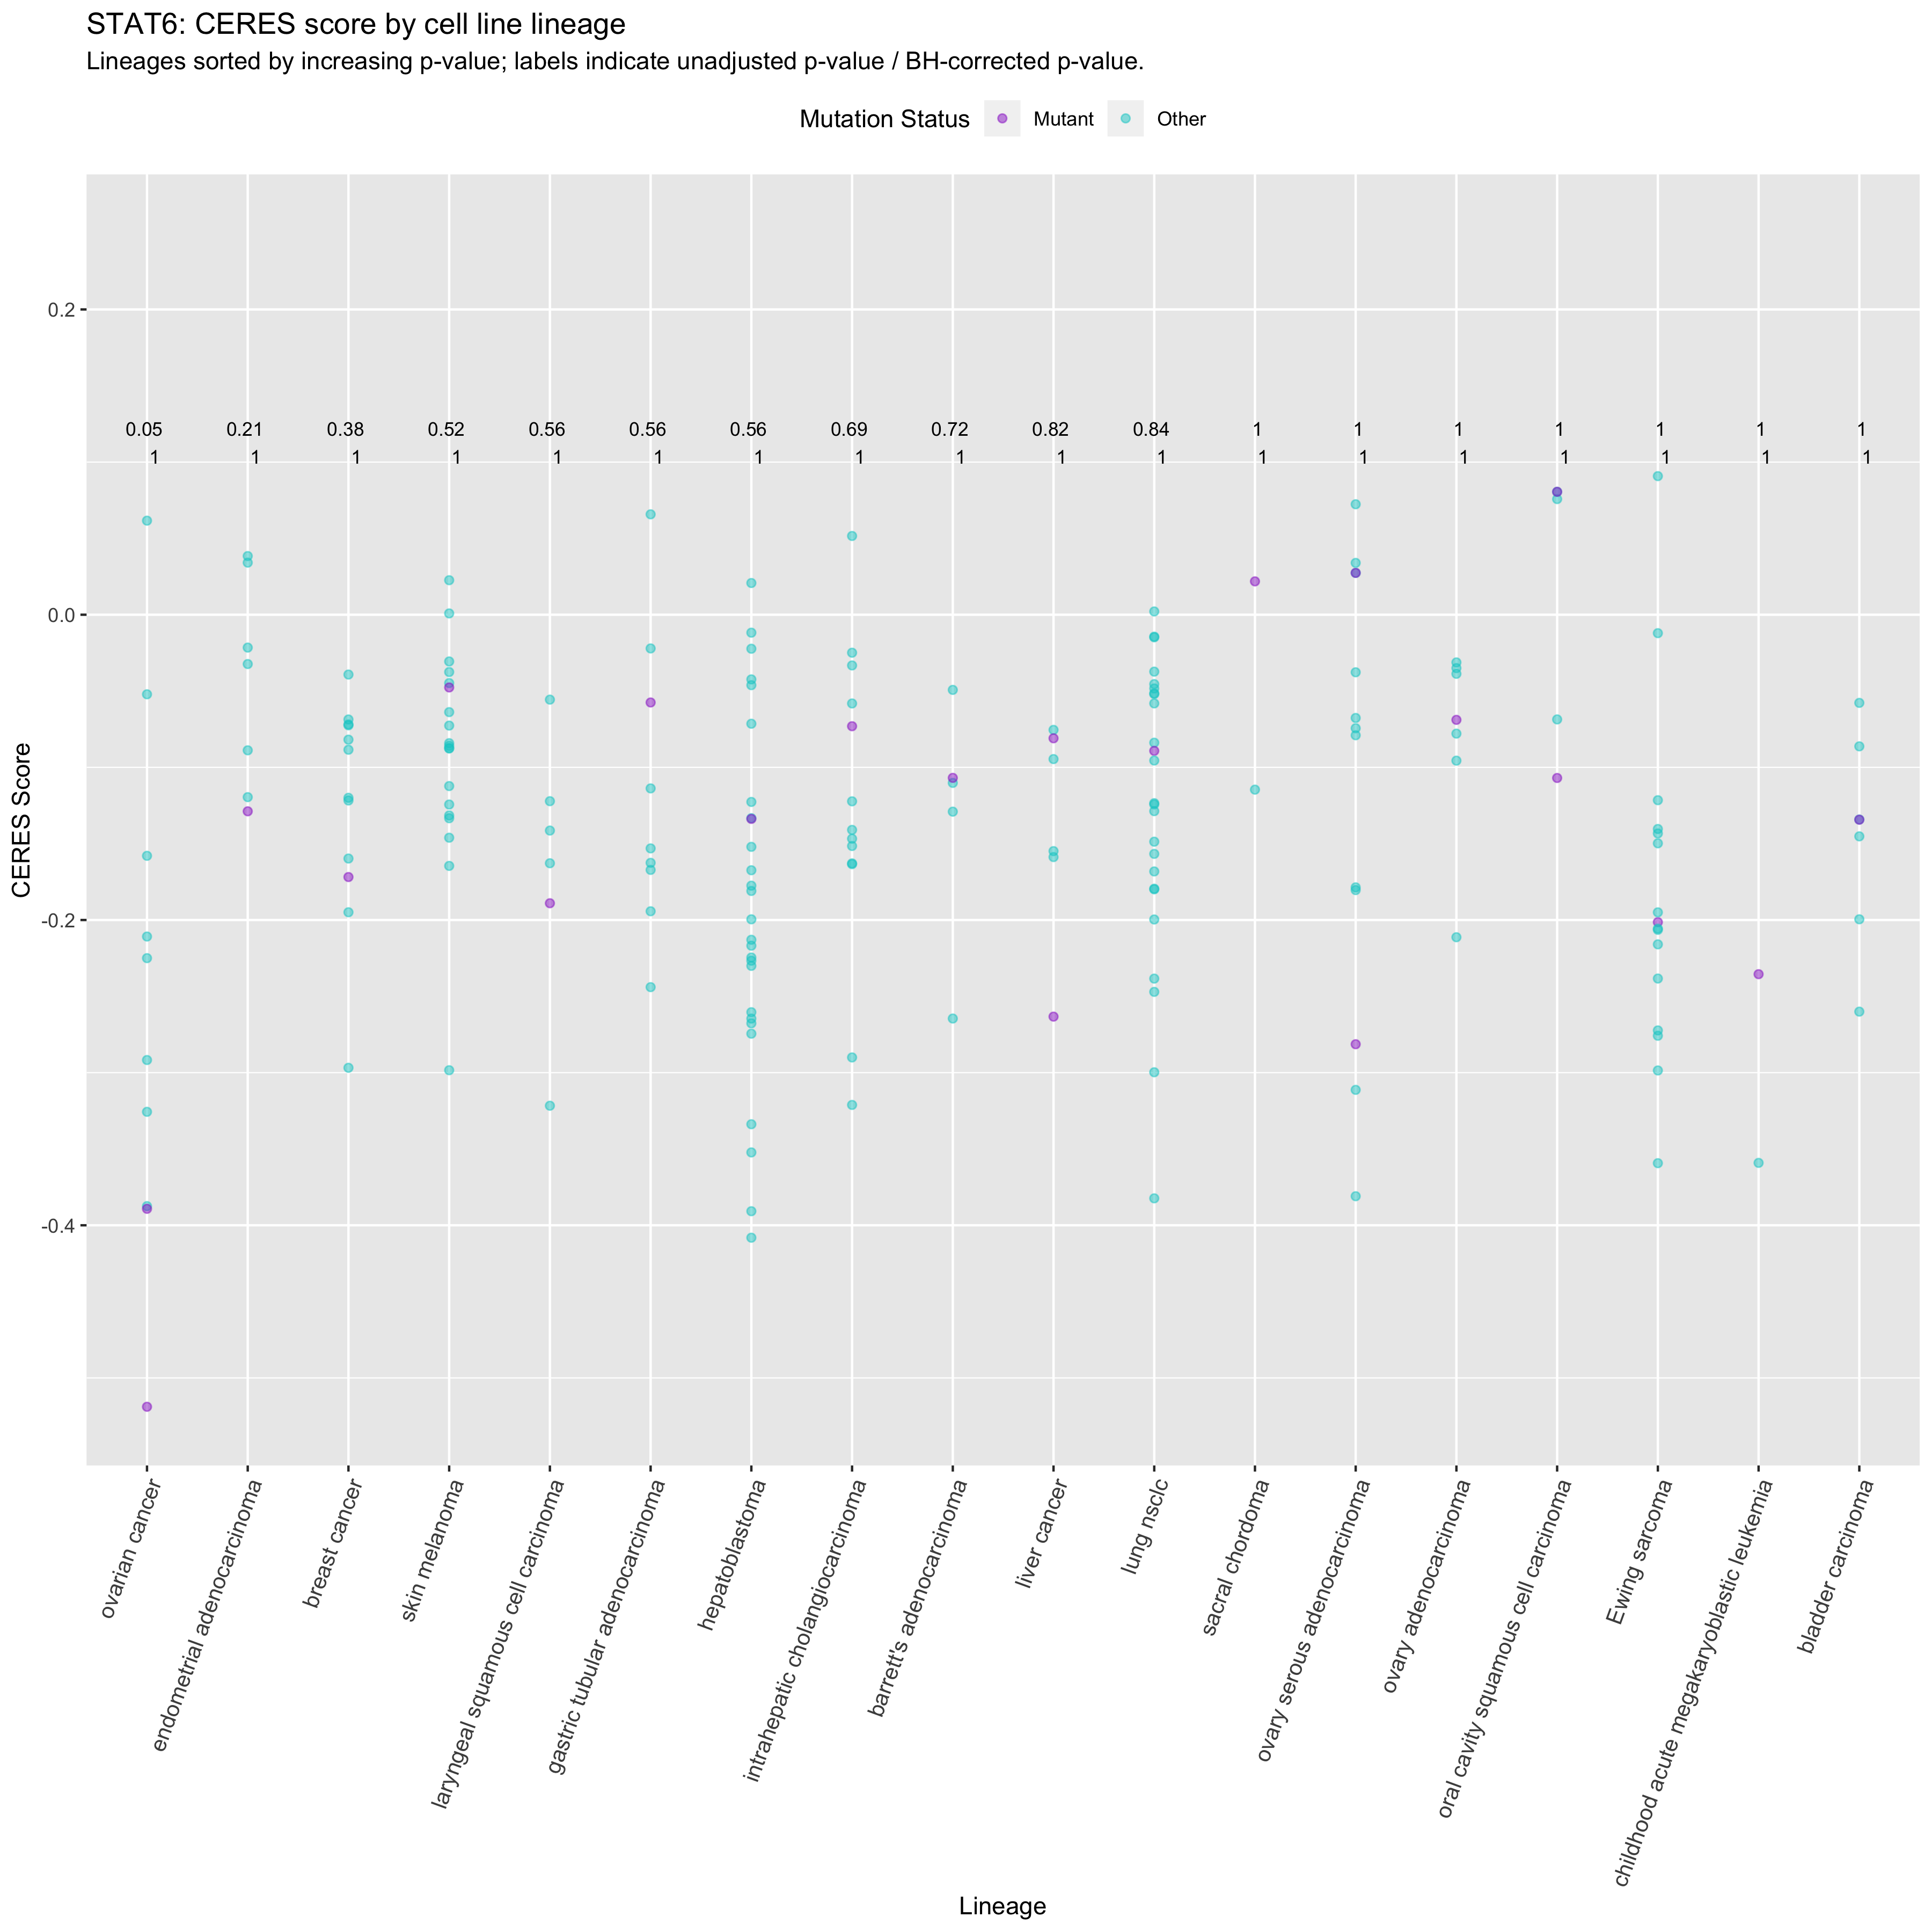 STAT6: CERES score by cell line lineage
Lineages sorted by increasing p-value; labels indicate unadjusted p-value / BH-corrected p-value.
Mutation Status Mutant Other
0.2
0.05 0.21 0.38 0.52 0.56 0.56 0.56 0.69 0.72 0.82 0.84 1 1 1 1 1 1 1
1 1 1 1 1 1 1 1 1 1 1 1 1 1 1 1 1 1
0.0
CERES Score
-0.2
-0.4
ovarian cancer
endometrial adenocarcinoma
breast cancer
skin melanoma
laryngeal squamous cell carcinoma
gastric tubular adenocarcinoma
hepatoblastoma
intrahepatic cholangiocarcinoma
barrett's adenocarcinoma
liver cancer
lung nsclc
sacral chordoma
ovary serous adenocarcinoma
ovary adenocarcinoma
oral cavity squamous cell carcinoma
Ewing sarcoma
childhood acute megakaryoblastic leukemia
bladder carcinoma
Lineage